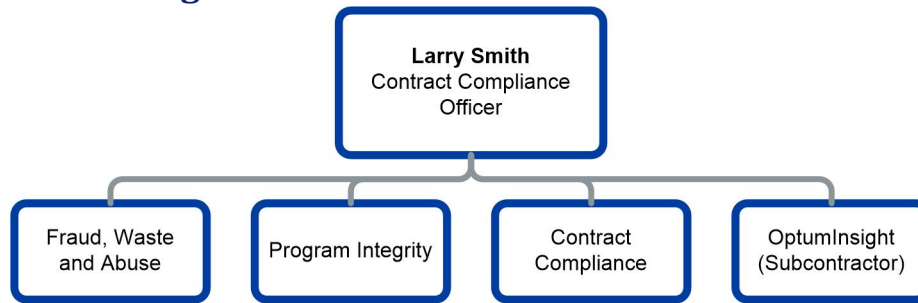 Larry Smith
Contract Compliance
Officer
Fraud, Waste
and Abuse
Program Integrity
Contract
Compliance
OptumInsight
(Subcontractor)